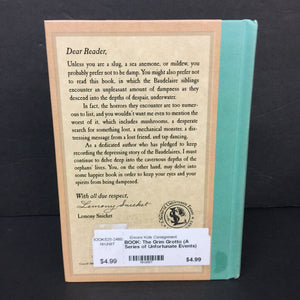 Dear Reader,
Unless you are a slug, a sea anemone, or mildew, you
probably prefer not to be damp. You might also prefer not
to read this book, in which the Baudelaire siblings
encounter an unpleasant amount of dampness as they
descend into the depths of despair, underwater.
In fact, the horrors they encounter are too numer-
ous to list, and you wouldn't want me even to mention the
worst of it, which includes mushrooms, a desperate
search for something lost, a mechanical monster, a dis-
tressing message from a lost friend, and tap dancing.
As a dedicated author who has pledged to keep
recording the depressing story of the Baudelaires, I must
continue to delve deep into the cavernous depths of the
orphans' lives. You, on the other hand, may delve into
some happier book in order to keep your eyes and your
spirits from being dampened.
With all due respect,
Lemony Snicket
Lemony Snicket
Encore Kids Consignment
BOOK: The Grim Grotto (A
Series of Unfortunate Events)
$4.99
$4.99